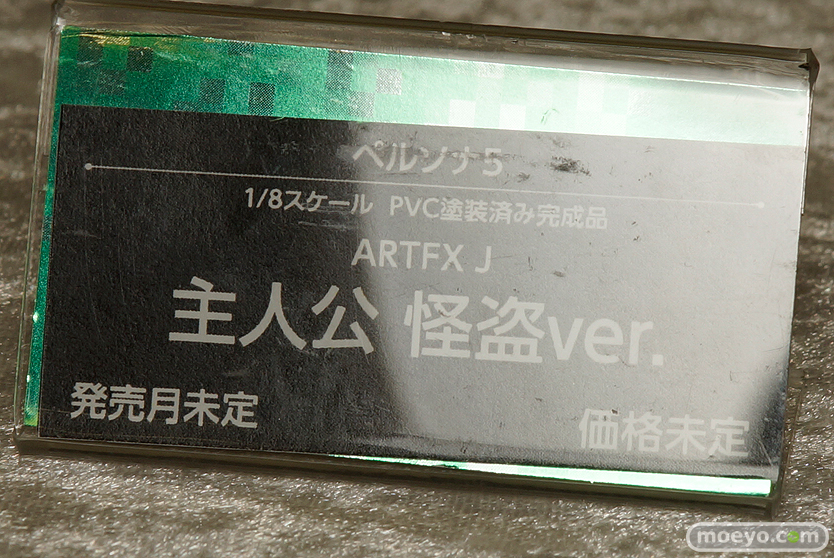 ペルソナ5
1/8スケール PVC塗装済み完成品
ARTFX J
主人公 怪盗ver.
発売月未定
価格未定
moeyo.com